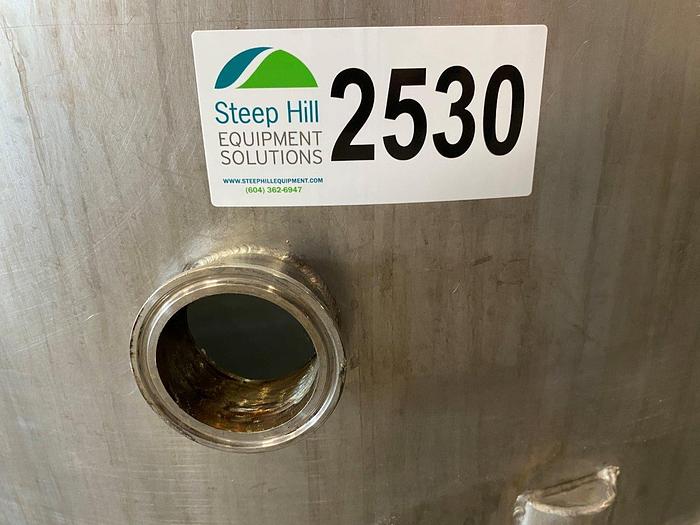 Steep Hill
EQUIPMENT
SOLUTIONS
WWW.STEEPHILLEQUIPMENT.COM
(604) 362-6947
2530